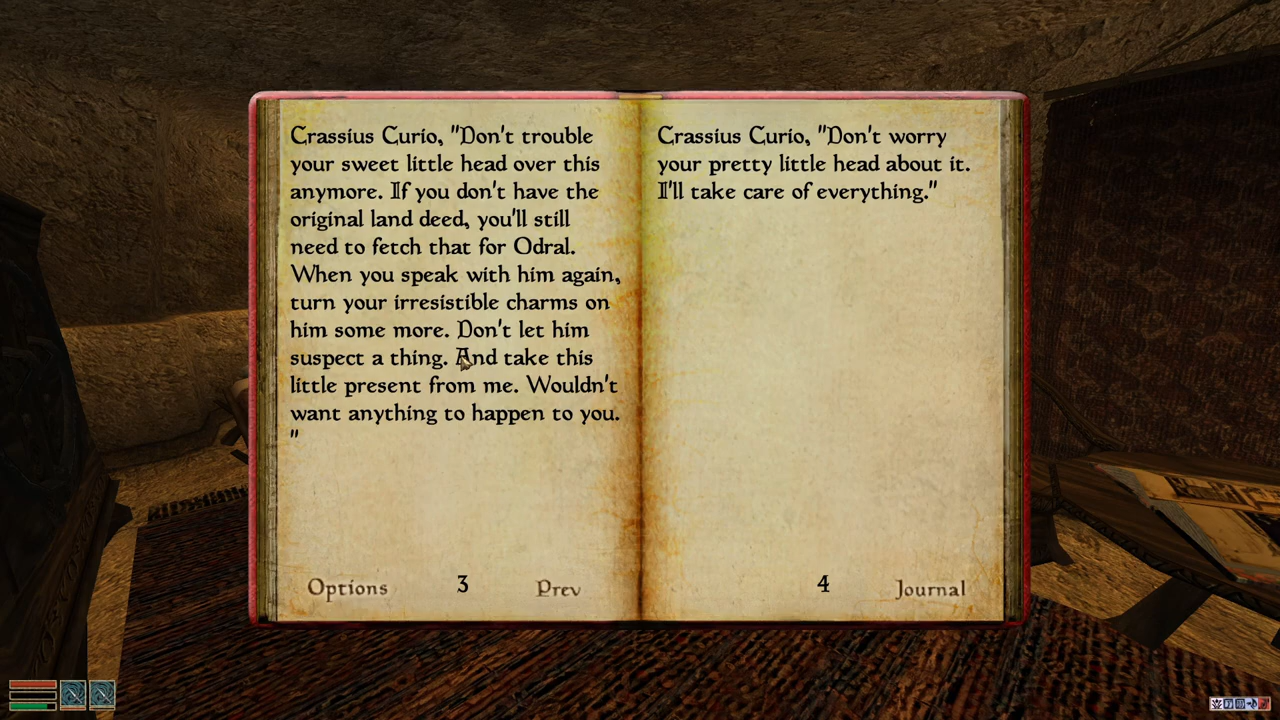 Crassius Curio, "Don't trouble
your sweet little head over this
anymore. If you don't have the
original land deed, you'll still
need to fetch that for Odral.
When you speak with him again,
turn your irresistible charms on
him some more. Don't let him
suspect a thing. And take this
little present from me. Wouldn't
want anything to happen to you.
"
Options
3
Prev
Crassius Curio, "Don't worry
your pretty little head about it.
I'll take care of everything."
4
Journal